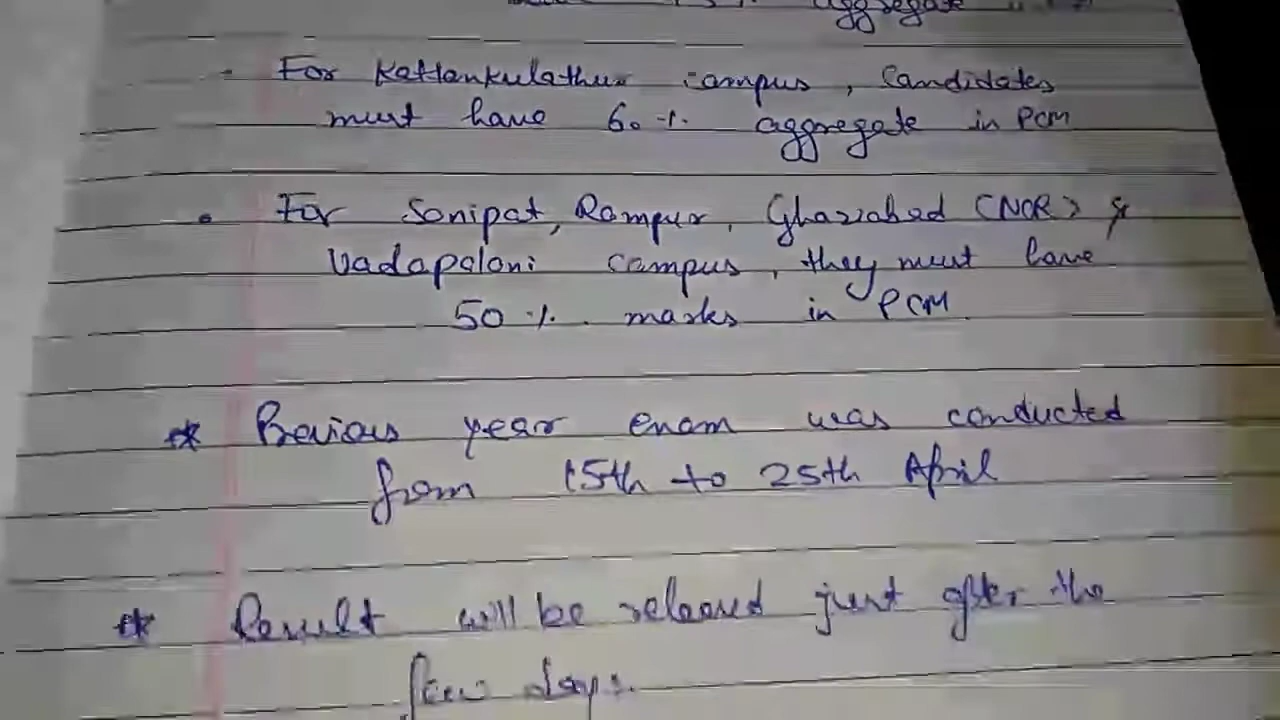 aggregate
- For Kattankulathur campus, Candidates
must have 60 % aggregate in PCM
• For Sonipat, Rampur, Ghaziabad (NCR) &
Vadapalani campus, they must have
50 % marks in PCM.
* Previous year enam was conducted
from 15th to 25th April
* Result will be released just after the
few days.